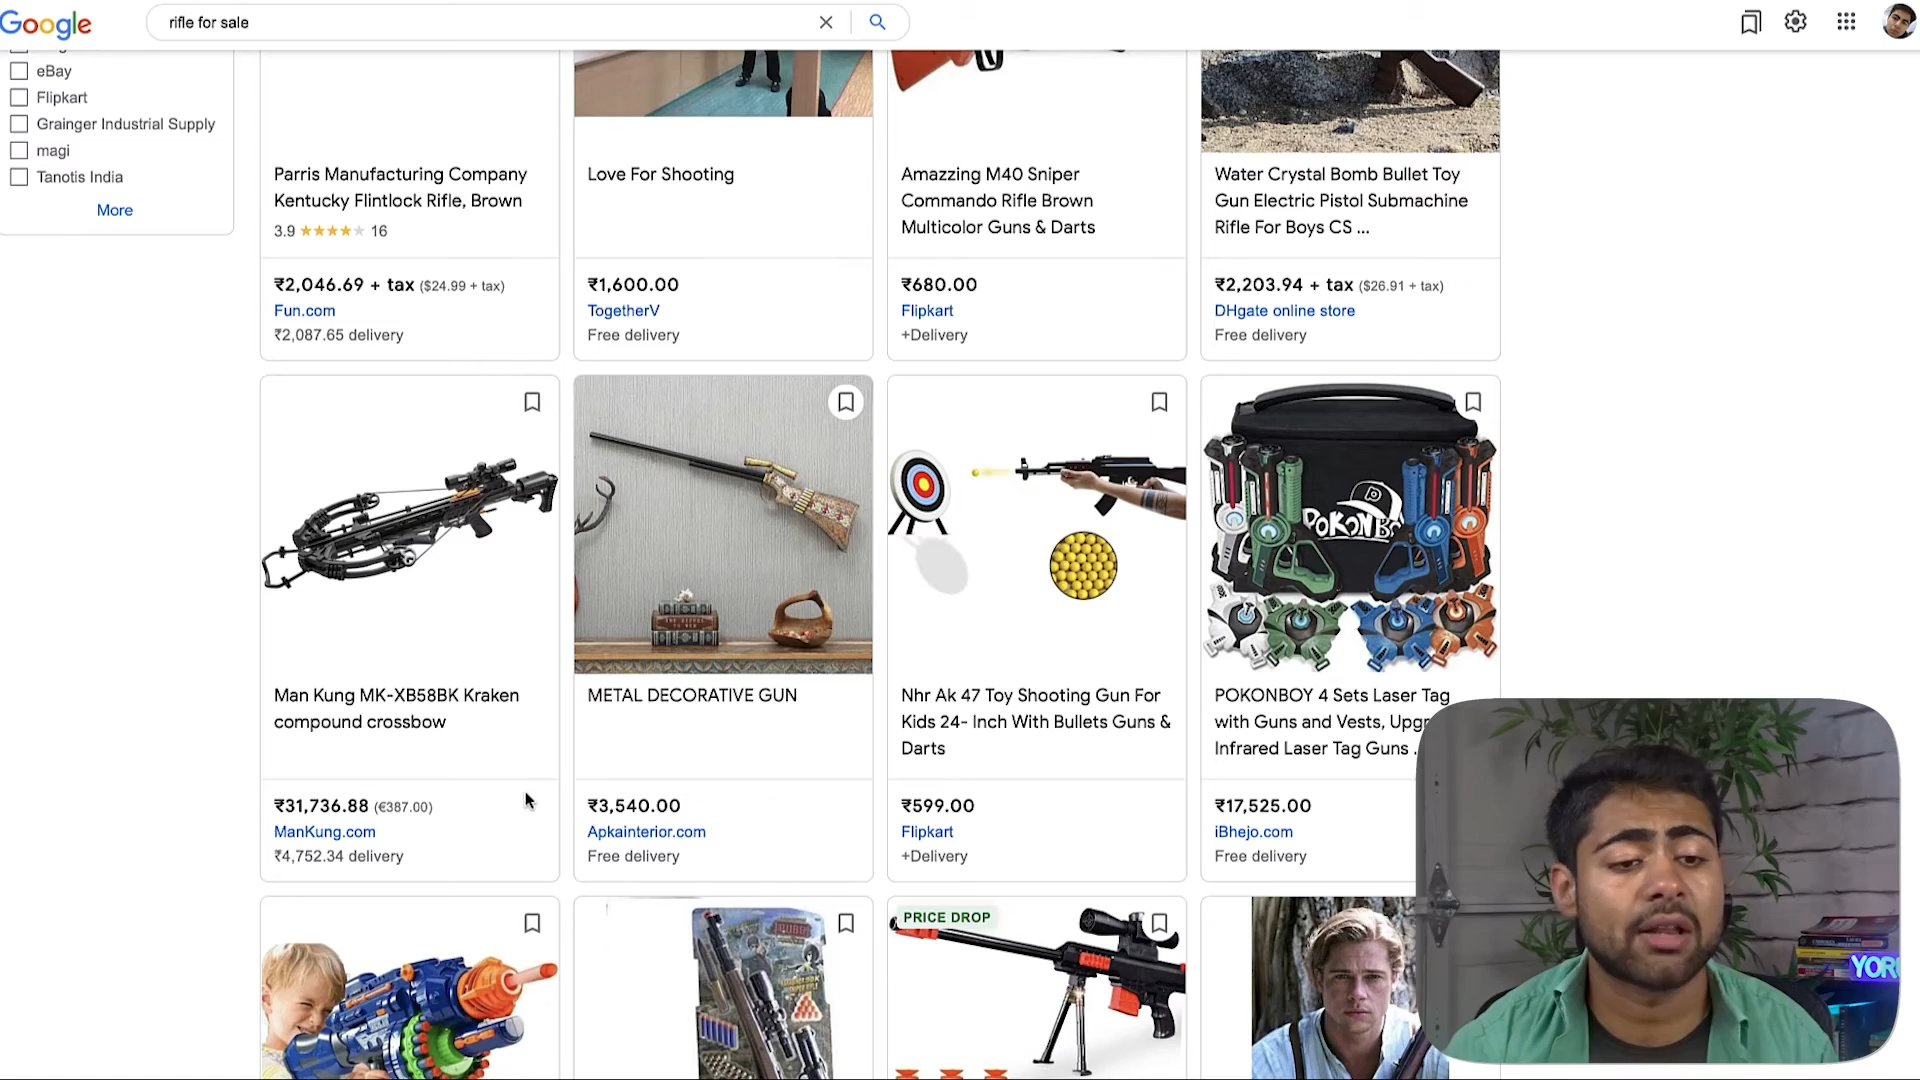 Google
rifle for sale
eBay
Flipkart
Grainger Industrial Supply
magi
Tanotis India
More
Parris Manufacturing Company
Kentucky Flintlock Rifle, Brown
3.9 ★★★★★ 16
₹2,046.69 + tax ($24.99 + tax)
Fun.com
₹2,087.65 delivery
Love For Shooting
₹1,600.00
TogetherV
Free delivery
Amazzing M40 Sniper
Commando Rifle Brown
Multicolor Guns & Darts
₹680.00
Flipkart
+Delivery
Water Crystal Bomb Bullet Toy
Gun Electric Pistol Submachine
Rifle For Boys CS ...
₹2,203.94 + tax ($26.91 + tax)
DHgate online store
Free delivery
Man Kung MK-XB58BK Kraken
compound crossbow
₹31,736.88 (€387.00)
ManKung.com
₹4,752.34 delivery
METAL DECORATIVE GUN
₹3,540.00
Apkainterior.com
Free delivery
Nhr Ak 47 Toy Shooting Gun For
Kids 24- Inch With Bullets Guns &
Darts
₹599.00
Flipkart
+Delivery
POKONB
POKONBOY 4 Sets Laser Tag
with Guns and Vests, Upgr
Infrared Laser Tag Guns .
₹17,525.00
iBhejo.com
Free delivery
PRICE DROP
YOR